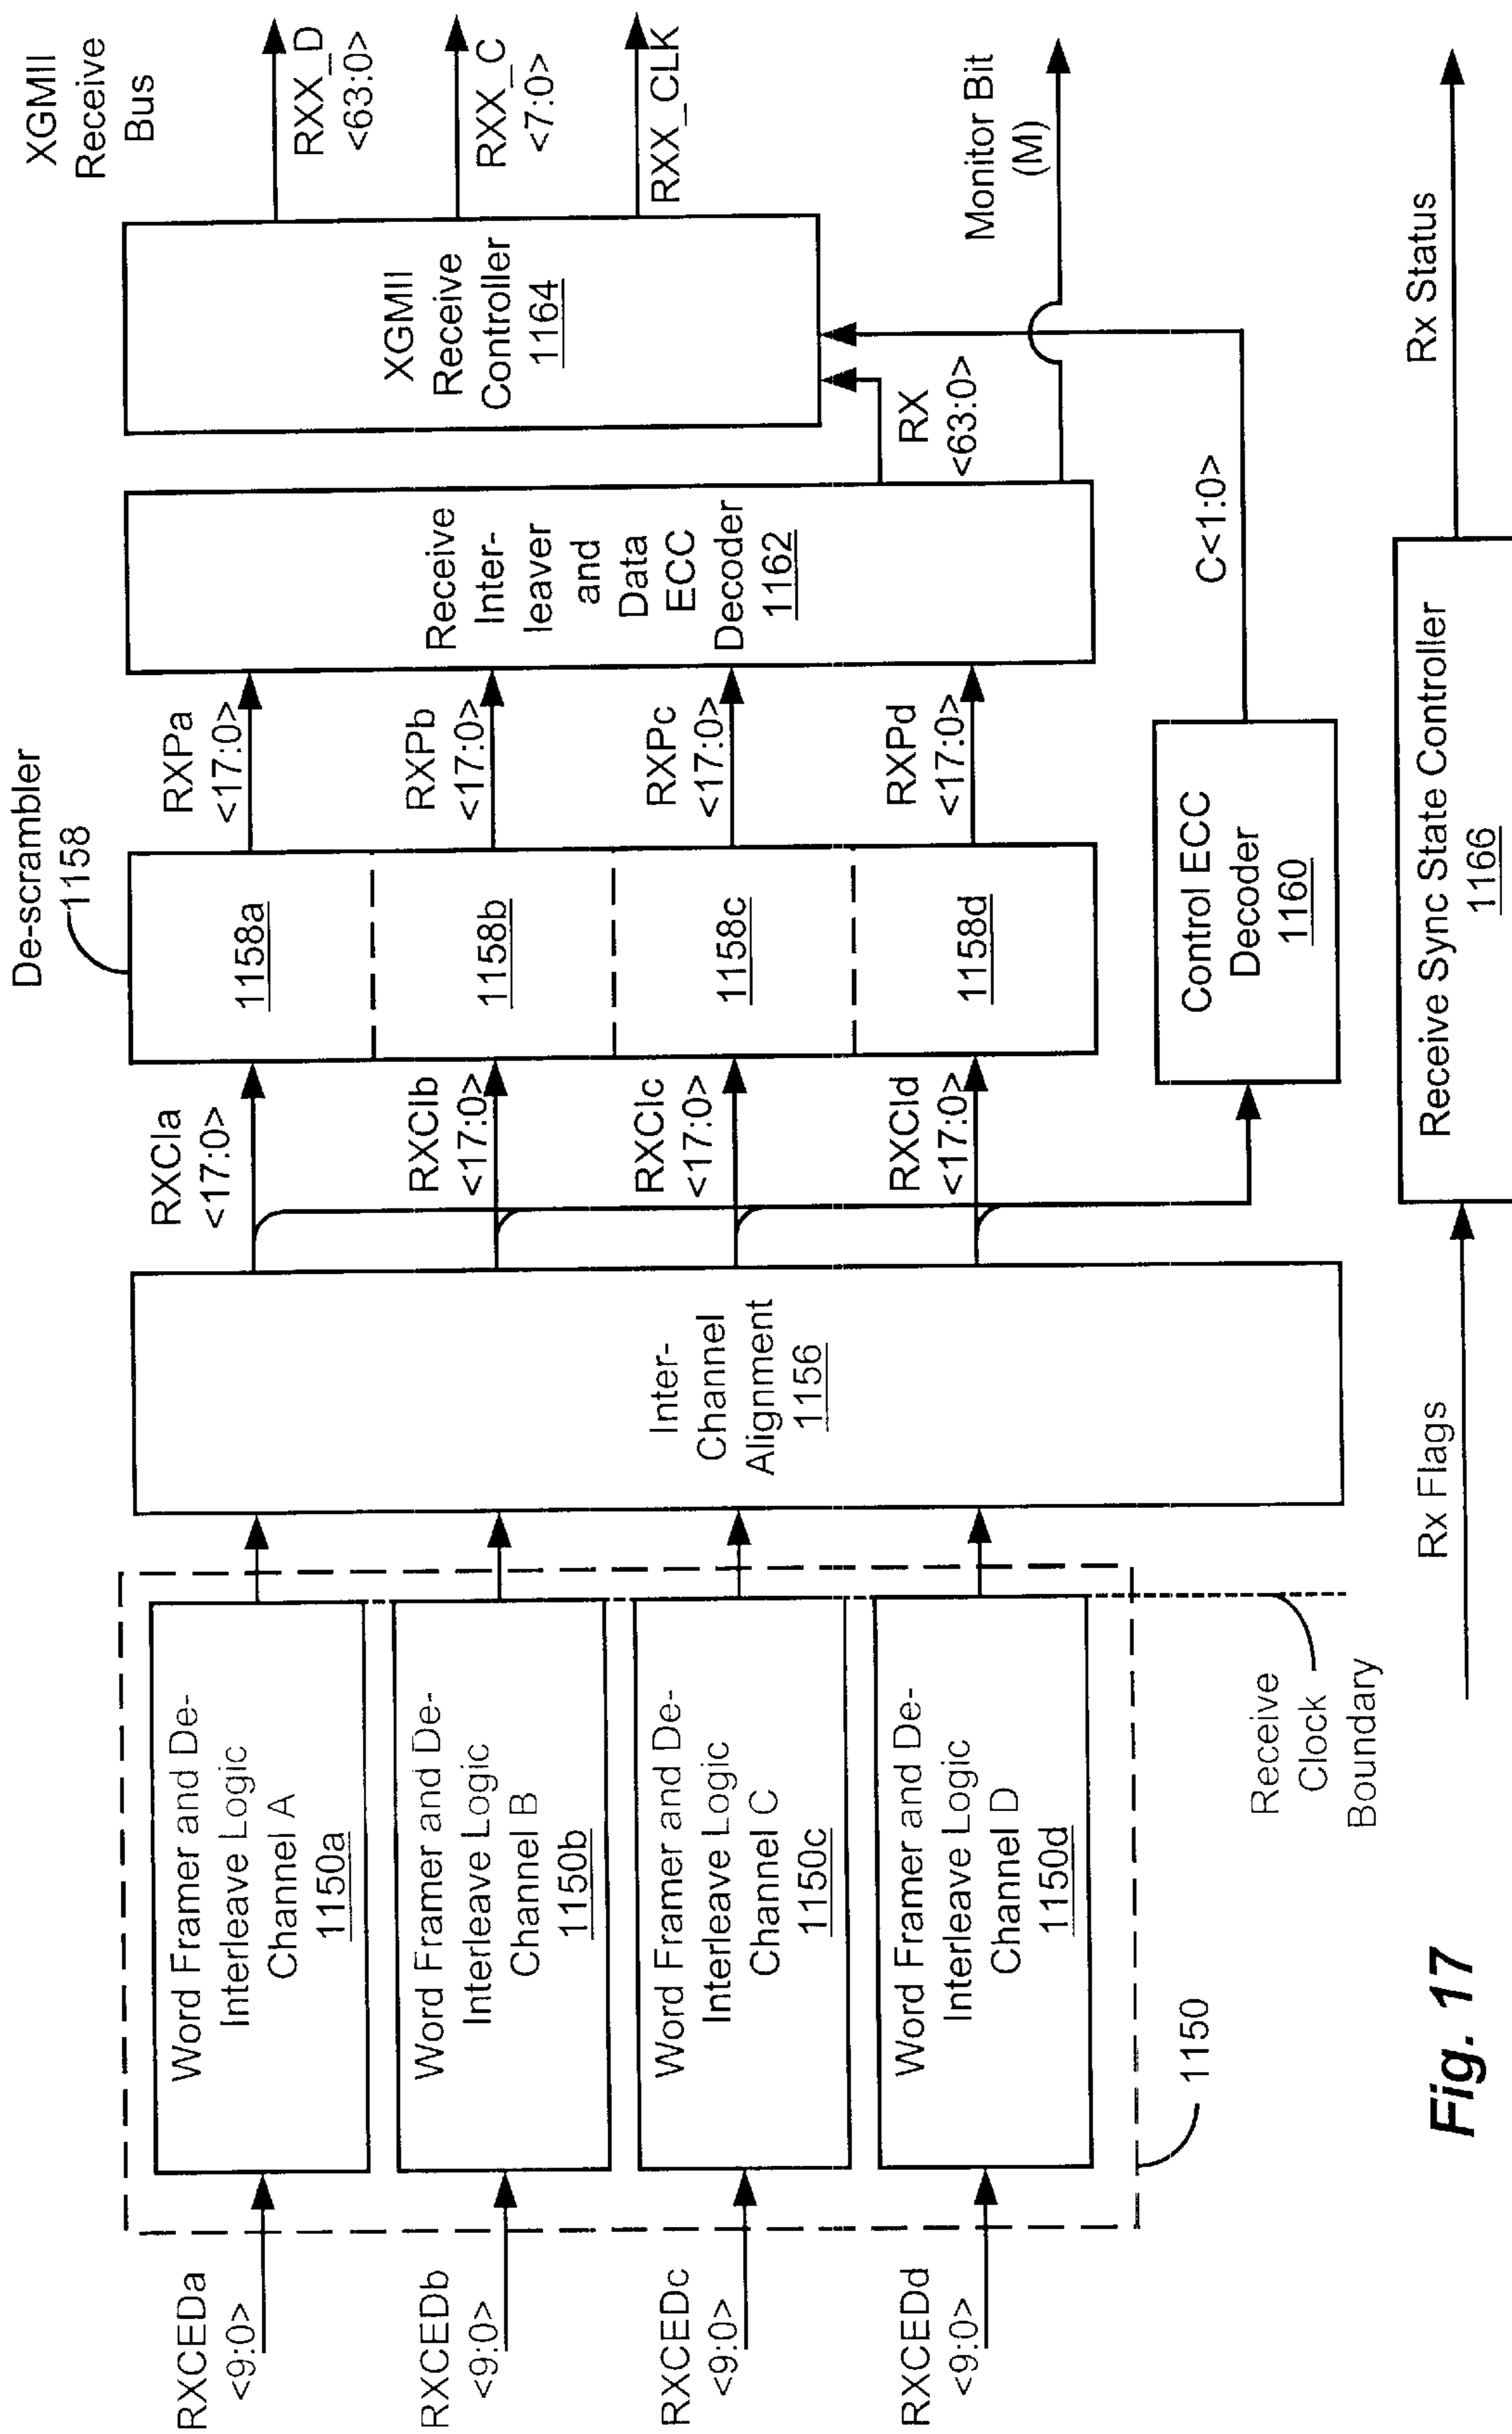 RXCEDa
<9:0>
RXCEDb
<9:0>
RXCEDc
<9:0>
RXCEDd
<9:0>
Word Framer and De-
Interleave Logic
Channel A
1150a
Word Framer and De-
Interleave Logic
Channel B
1150b
Word Framer and De-
Interleave Logic
Channel C
1150c
Word Framer and De-
Interleave Logic
Channel D
1150d
1150
Receive
Clock
Boundary
Inter-
Channel
Alignment
1156
RXCIa
<17:0>
RXCIb
<17:0>
RXCIc
<17:0>
RXCId
<17:0>
De-scrambler
1158
1158a
1158b
1158c
1158d
Control ECC
Decoder
1160
RXPa
<17:0>
RXPb
<17:0>
RXPc
<17:0>
RXPd
<17:0>
Receive
Inter-
leaver
and
Data
ECC
Decoder
1162
RX
<63:0>
C<1:0>
XGMII
Receive
Controller
1164
XGMII
Receive
Bus
RXX_D
<63:0>
RXX_C
<7:0>
RXX_CLK
Monitor Bit
(M)
Rx Flags
Receive Sync State Controller
1166
Rx Status
Fig. 17